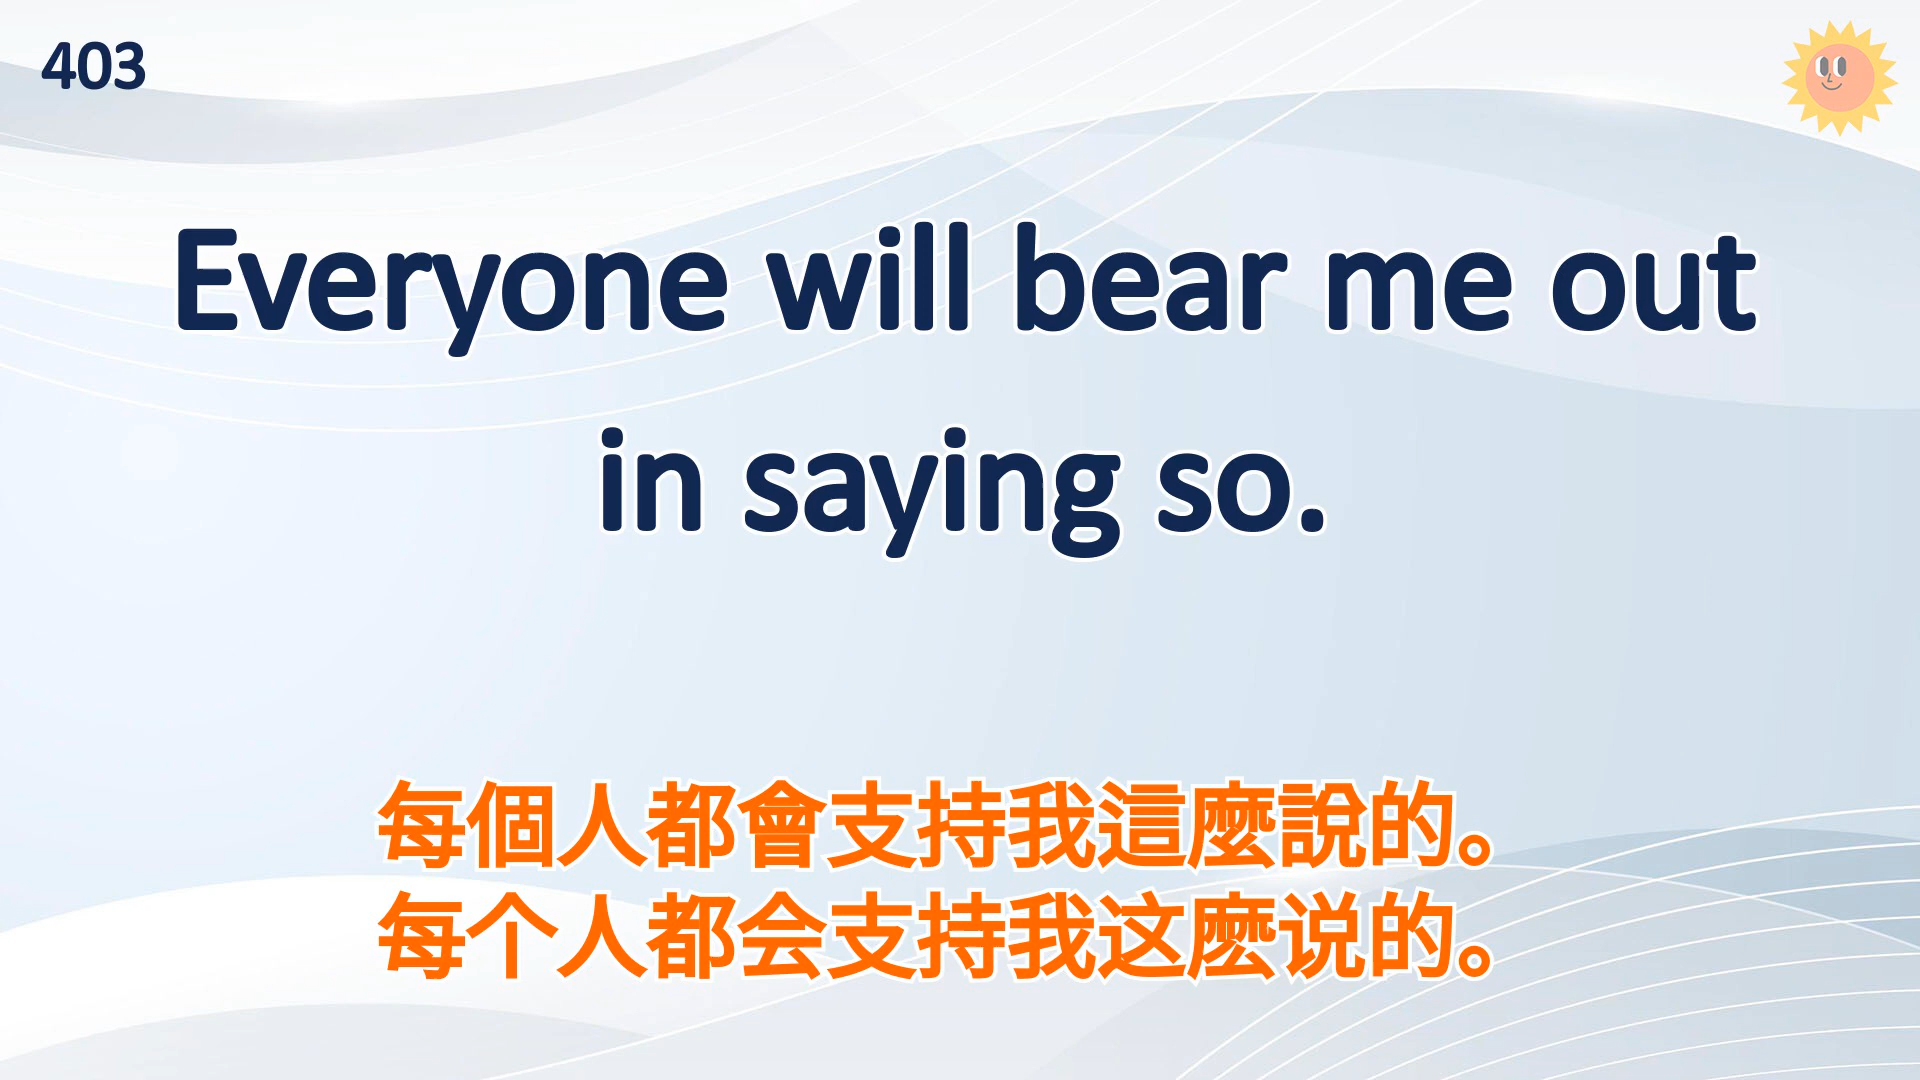 403
Everyone will bear me out
in saying so.
每個人都會支持我這麼說的。
每个人都会支持我这麽说的。